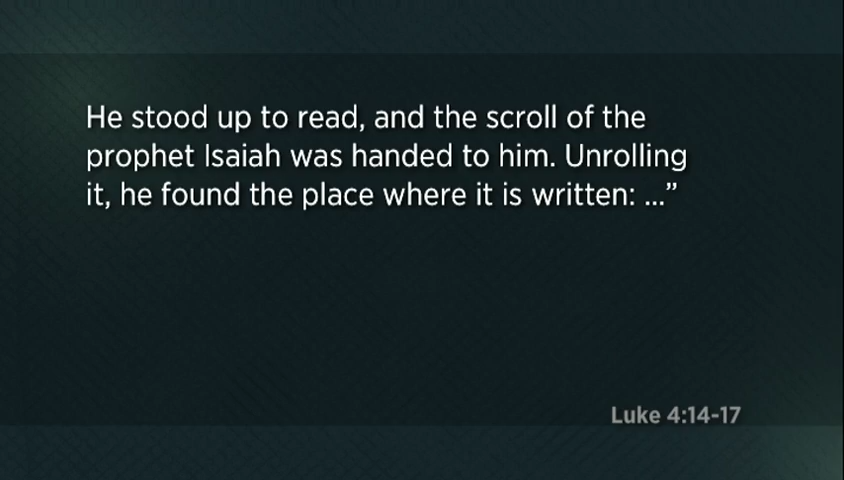 He stood up to read, and the scroll of the
prophet Isaiah was handed to him. Unrolling
it, he found the place where it is written: ...”
Luke 4:14-17